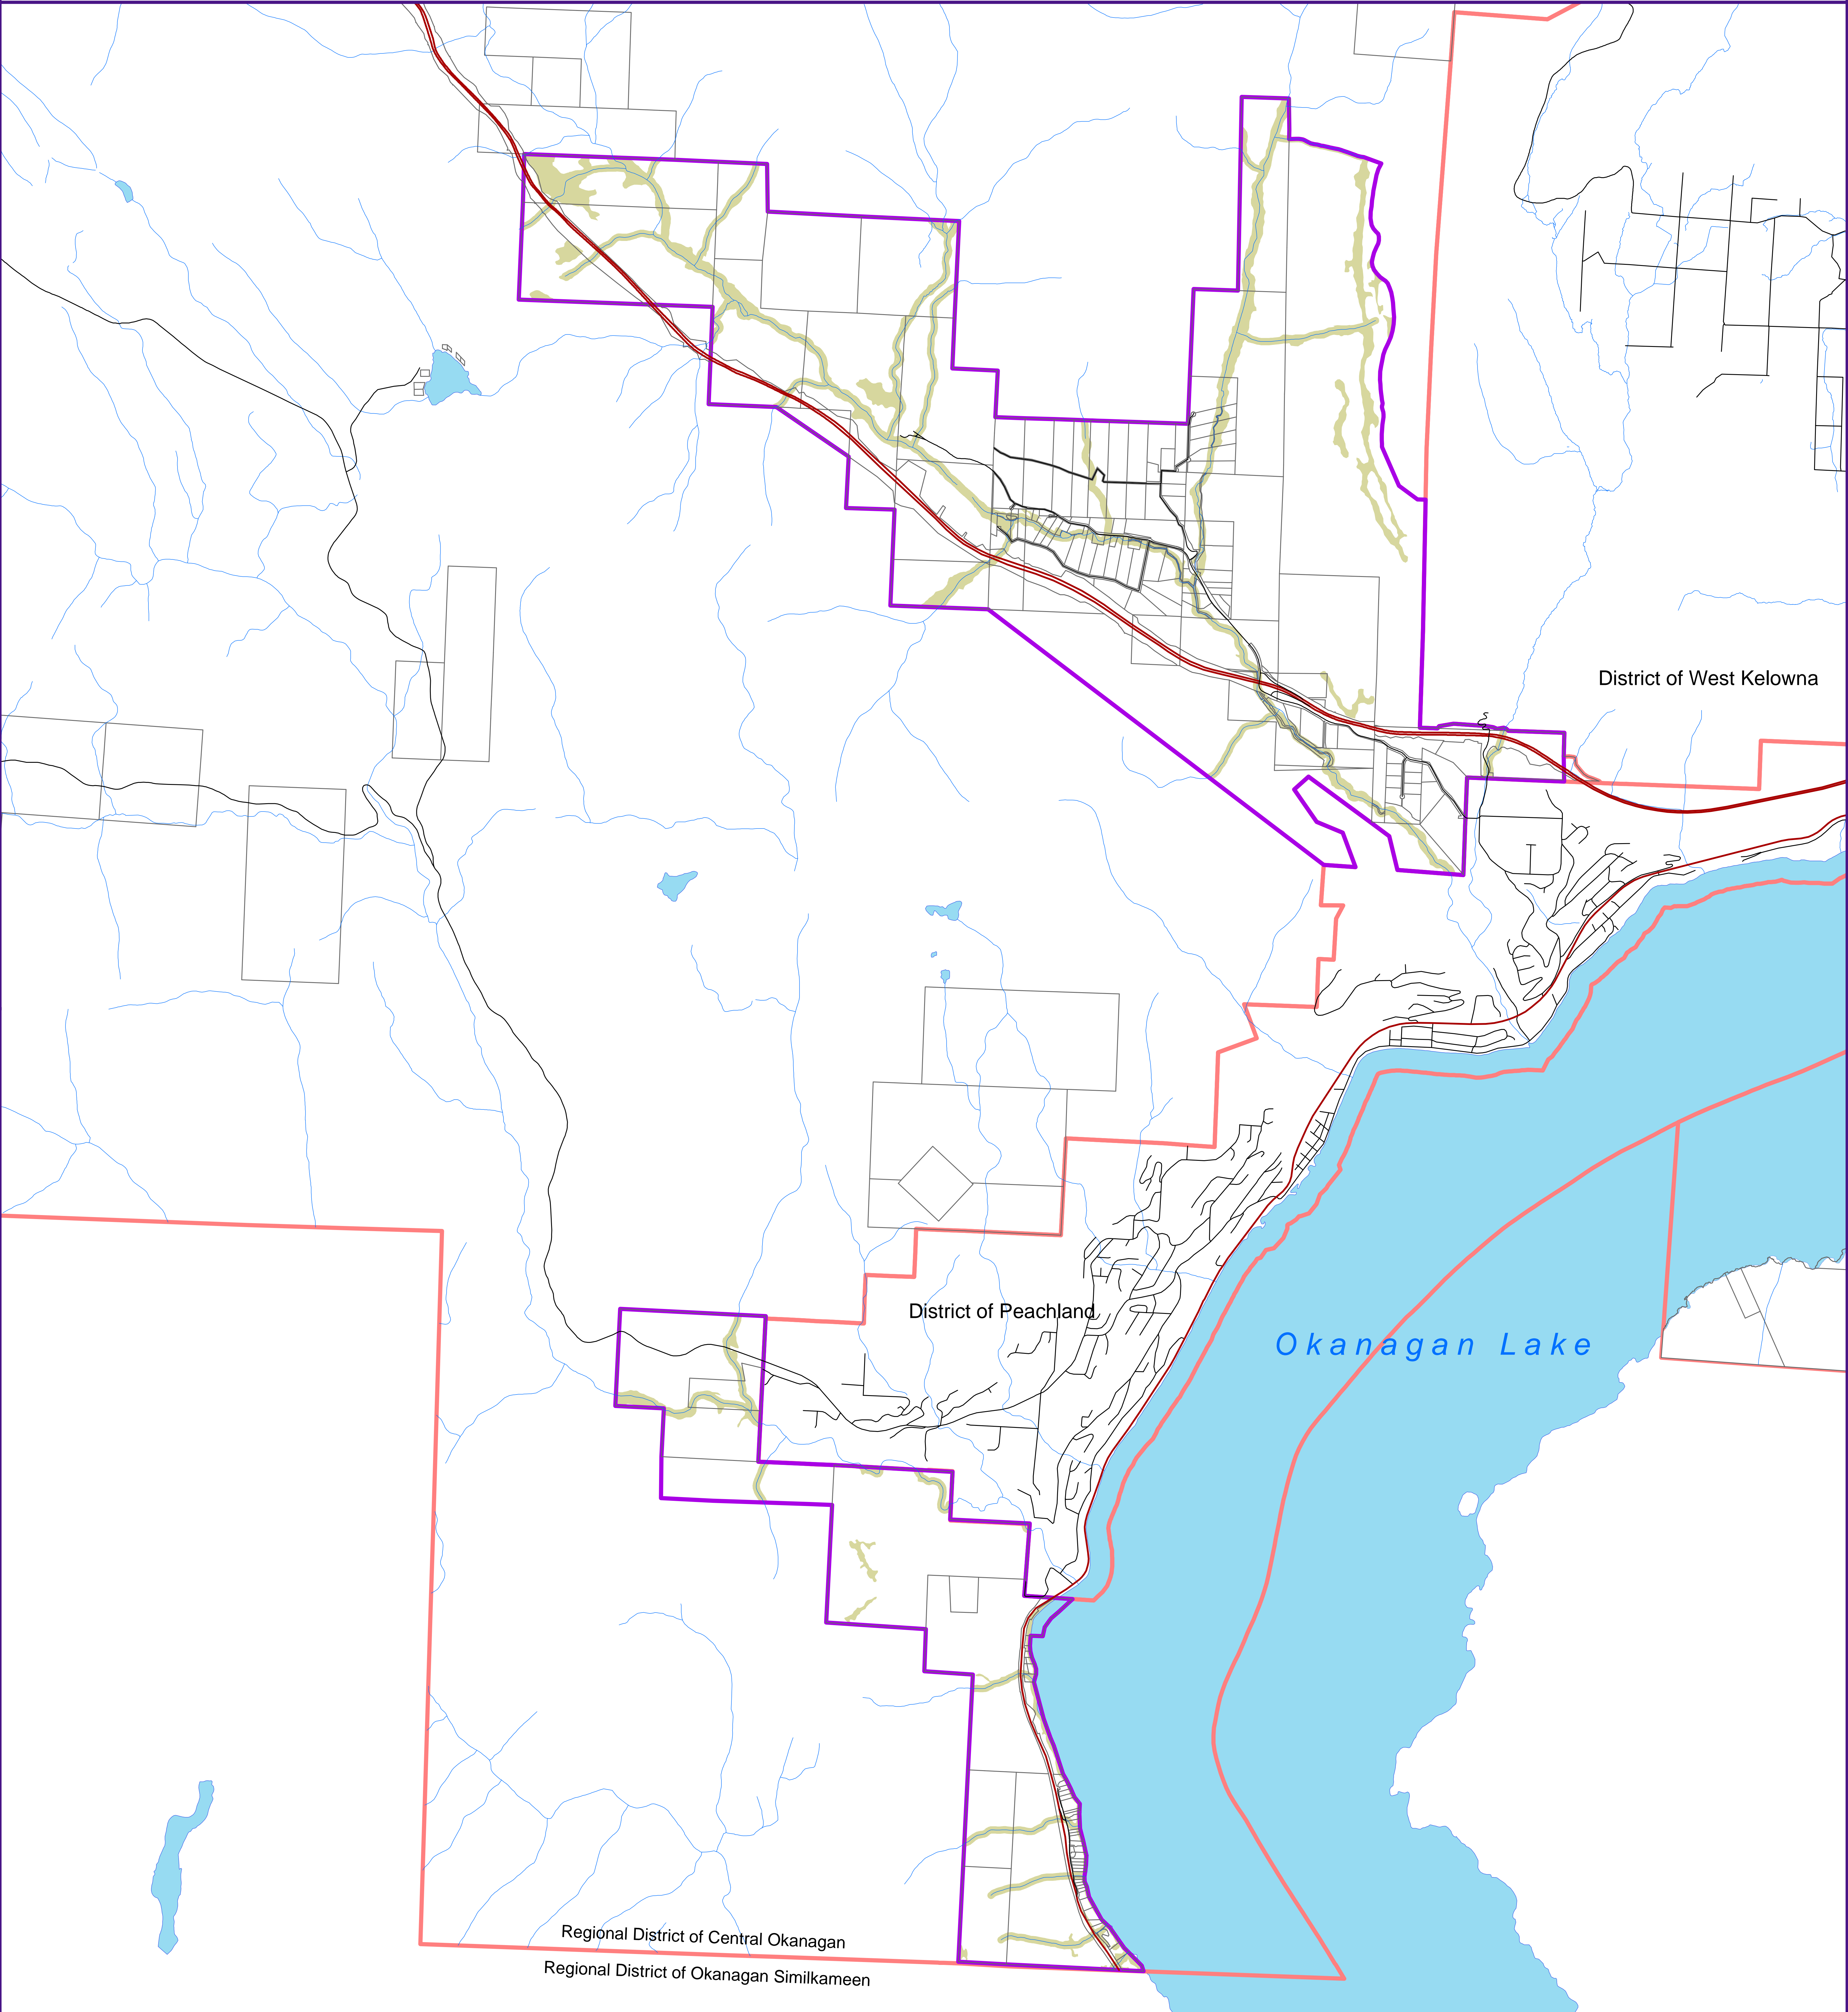 District of West Kelowna
District of Peachland
Okanagan Lake
Regional District of Central Okanagan
Regional District of Okanagan Similkameen